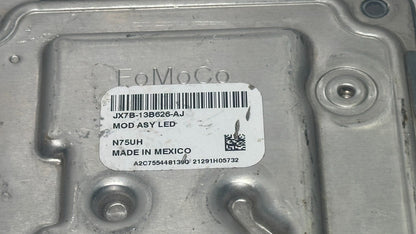 FoMoCo
JX7B-13B626-AJ
MOD ASY LED
N75UH
MADE IN MEXICO
A2C7554481390 21291H05732